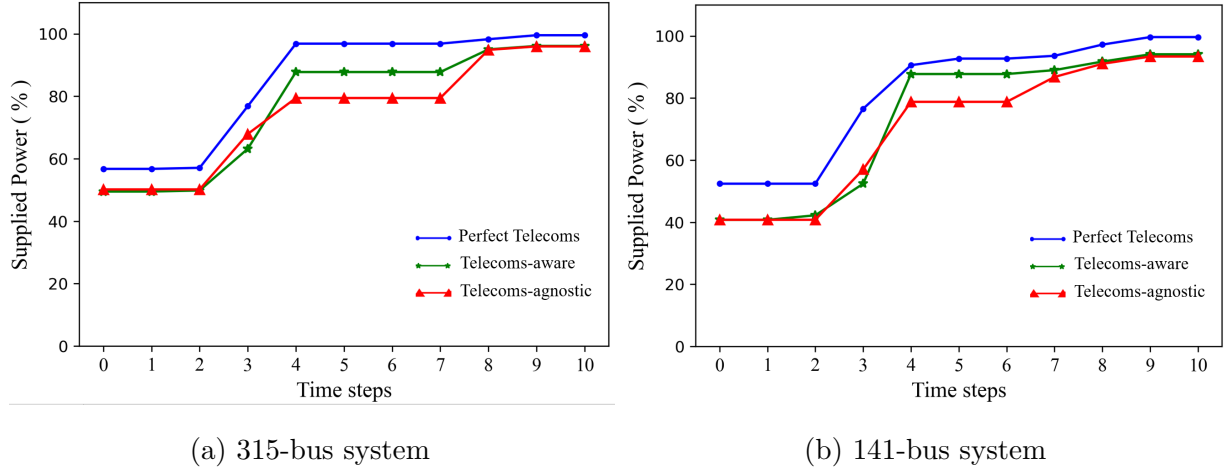 100
80
60
40
20
0
Supplied Power ( % )
Perfect Telecoms
Telecoms-aware
Telecoms-agnostic
0 1 2 3 4 5 6 7 8 9 10
Time steps
(a) 315-bus system
100
80
60
40
20
0
Supplied Power ( % )
Perfect Telecoms
Telecoms-aware
Telecoms-agnostic
0 1 2 3 4 5 6 7 8 9 10
Time steps
(b) 141-bus system